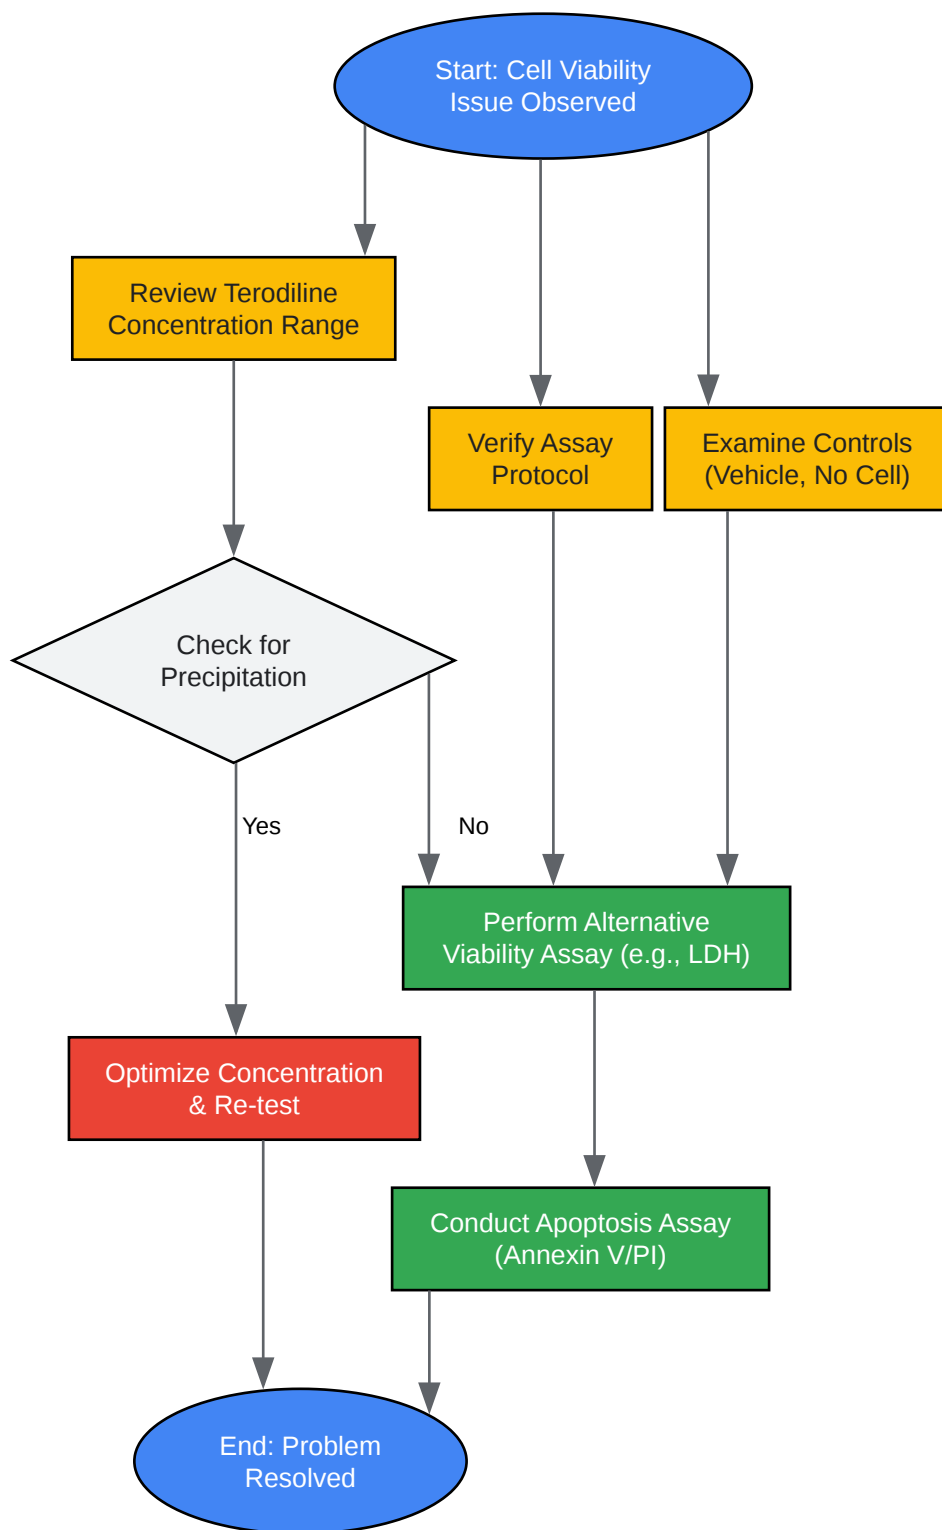 Start: Cell Viability
Issue Observed
Review Terodiline
Concentration Range
Verify Assay
Protocol
Examine Controls
(Vehicle, No Cell)
Check for
Precipitation
Yes
No
Perform Alternative
Viability Assay (e.g., LDH)
Optimize Concentration
& Re-test
Conduct Apoptosis Assay
(Annexin V/PI)
End: Problem
Resolved